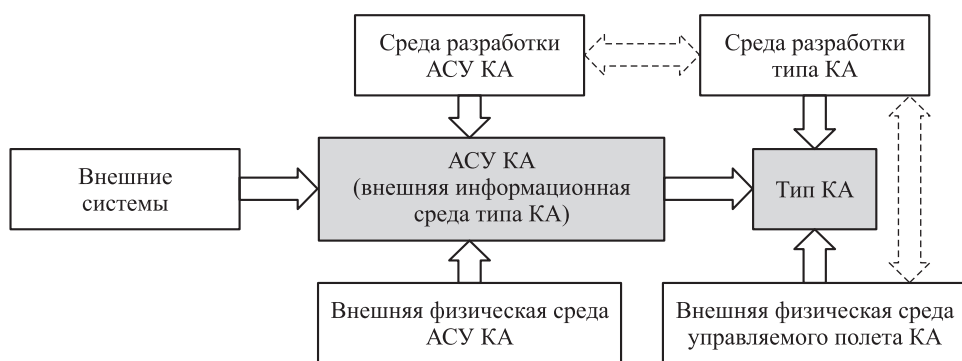 Среда разработки
АСУ КА
Среда разработки
типа КА
Внешние
системы
АСУ КА
(внешняя информационная
среда типа КА)
Тип КА
Внешняя физическая среда
АСУ КА
Внешняя физическая среда
управляемого полета КА